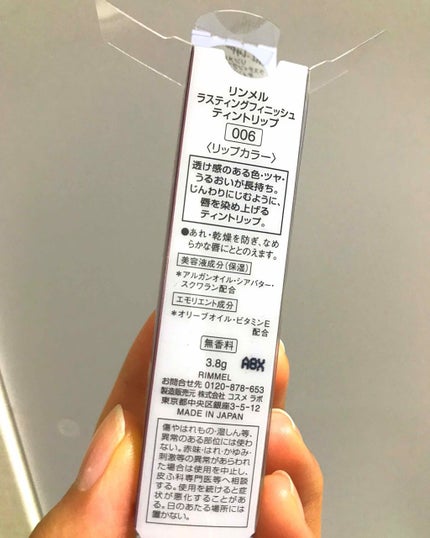 リンメル
ラスティングフィニッシュ
ティントリップ
006
〈リップカラー〉
透け感のある色・ツヤ・
うるおいが長持ち。
じんわりにじむように、
唇を染め上げる
ティントリップ。
●あれ・乾燥を防ぎ、なめ
らかな唇にととのえます。
美容液成分(保湿)
*アルガンオイル・シアバター・
スクワラン配合
エモリエント成分
*オリーブオイル・ビタミンE
配合
無香料
3.8g A8X
RIMMEL
お問合せ先 0120-878-653
製造販売元 株式会社 コスメ ラボ
東京都中央区銀座3-5-12
MADE IN JAPAN
傷やはれもの・湿しん等、
異常のある部位には使わ
ない。赤味・はれ・かゆみ・
刺激等の異常があらわれ
た場合は使用を中止し、
皮ふ科専門医等へ相談
する。使用を続けると症
状が悪化することがあ
る。日のあたる場所には
置かない。